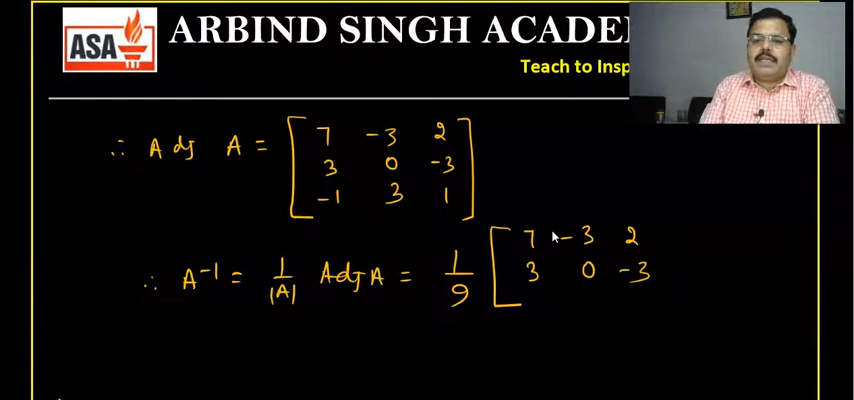 ASA
ARBIND SINGH ACADE
Teach to Insp
∴ Adj A = [ 7 -3 2
3 0 -3
-1 3 1 ]
∴ A⁻¹ = 1/|A| Adj A = 1/9 [ 7 -3 2
3 0 -3